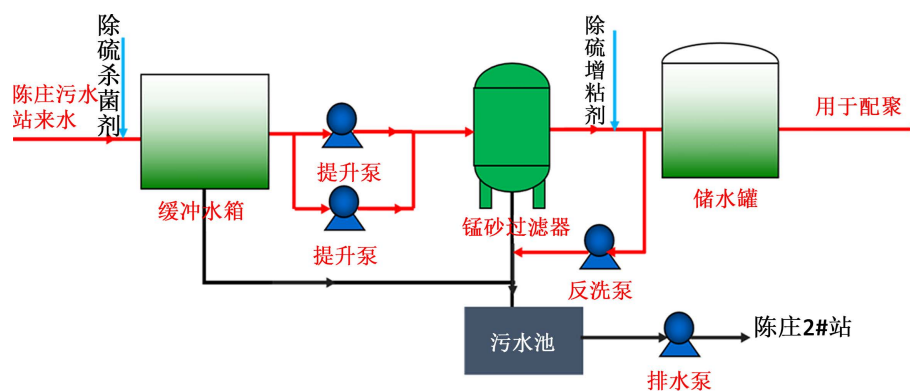 除硫杀菌剂
陈庄污水
站来水
缓冲水箱
提升泵
提升泵
锰砂过滤器
除硫增粘剂
反洗泵
储水罐
用于配聚
污水池
排水泵
陈庄2#站